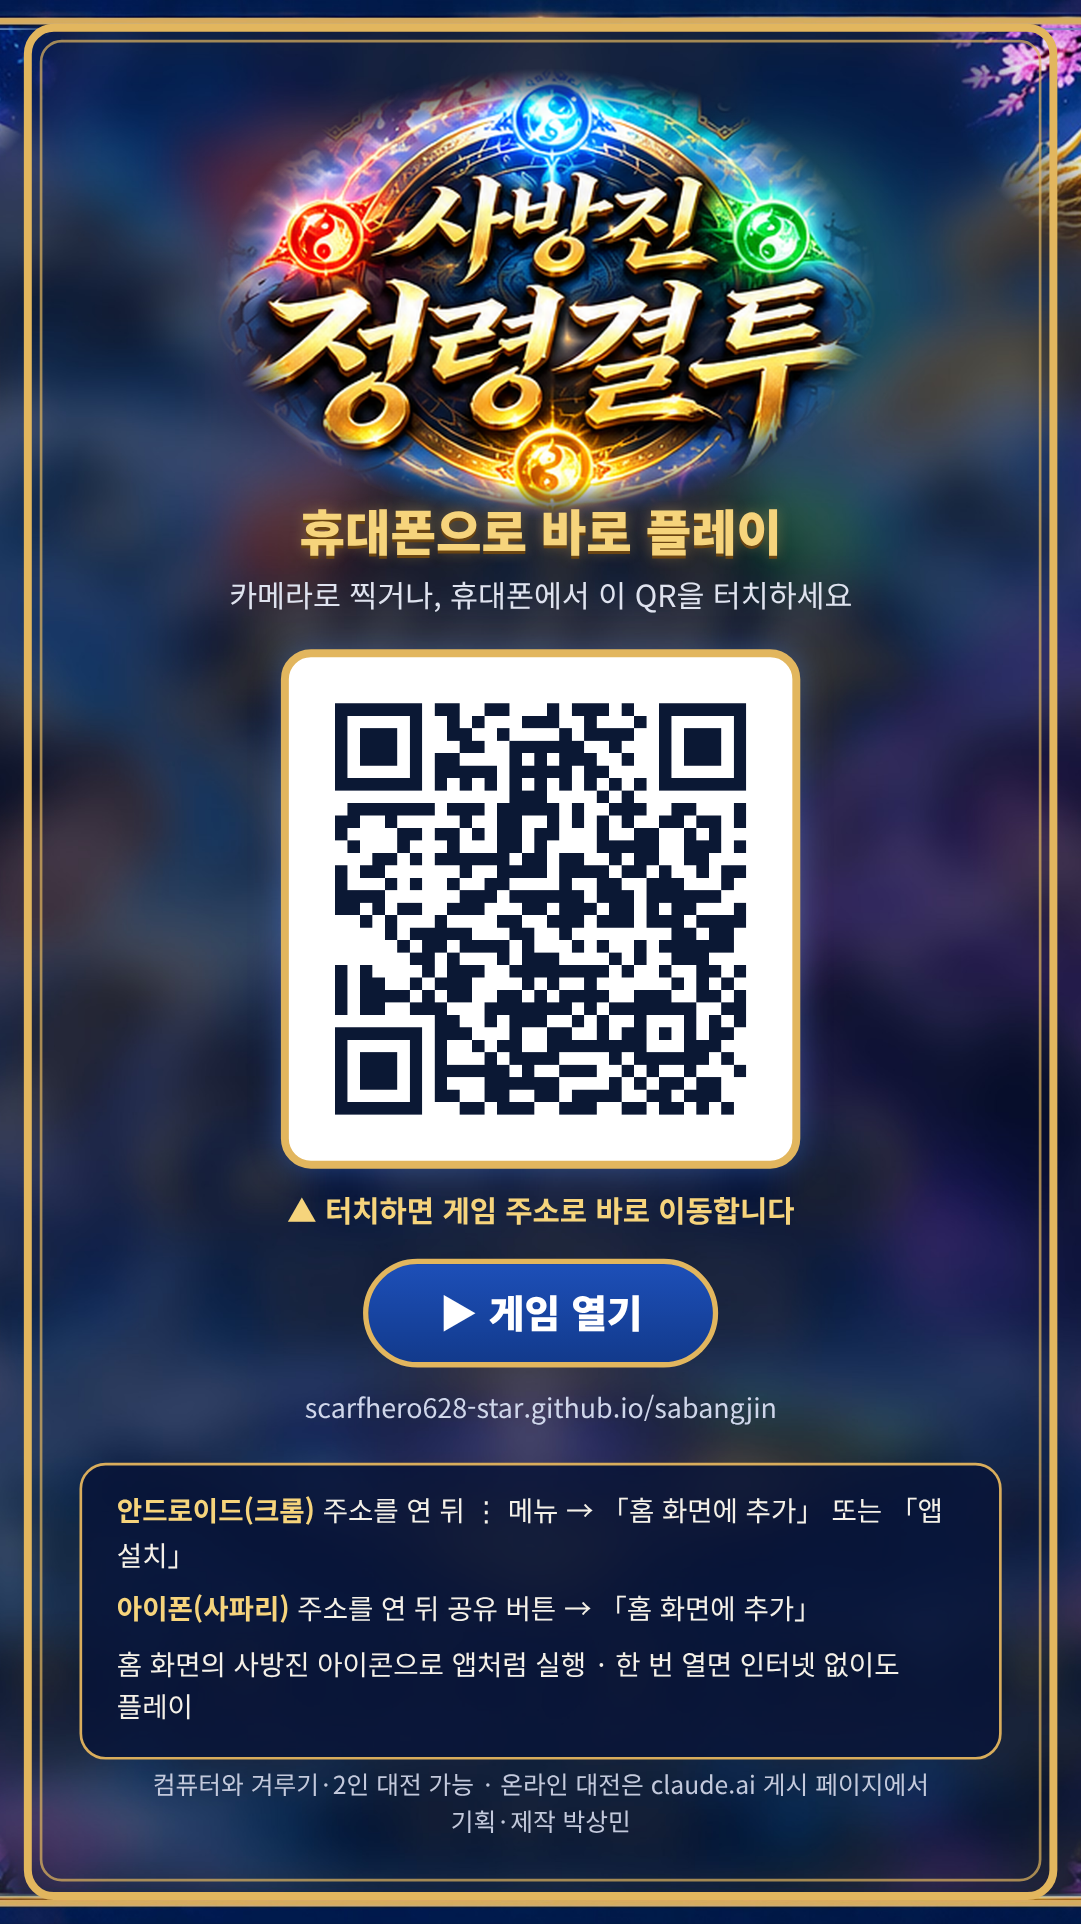 사방진
정령결투
휴대폰으로 바로 플레이
카메라로 찍거나, 휴대폰에서 이 QR을 터치하세요
▲ 터치하면 게임 주소로 바로 이동합니다
▶ 게임 열기
scarfhero628-star.github.io/sabangjin
안드로이드(크롬) 주소를 연 뒤 ⋮ 메뉴 → 「홈 화면에 추가」 또는 「앱
설치」
아이폰(사파리) 주소를 연 뒤 공유 버튼 → 「홈 화면에 추가」
홈 화면의 사방진 아이콘으로 앱처럼 실행 · 한 번 열면 인터넷 없이도
플레이
컴퓨터와 겨루기·2인 대전 가능 · 온라인 대전은 claude.ai 게시 페이지에서
기획·제작 박상민